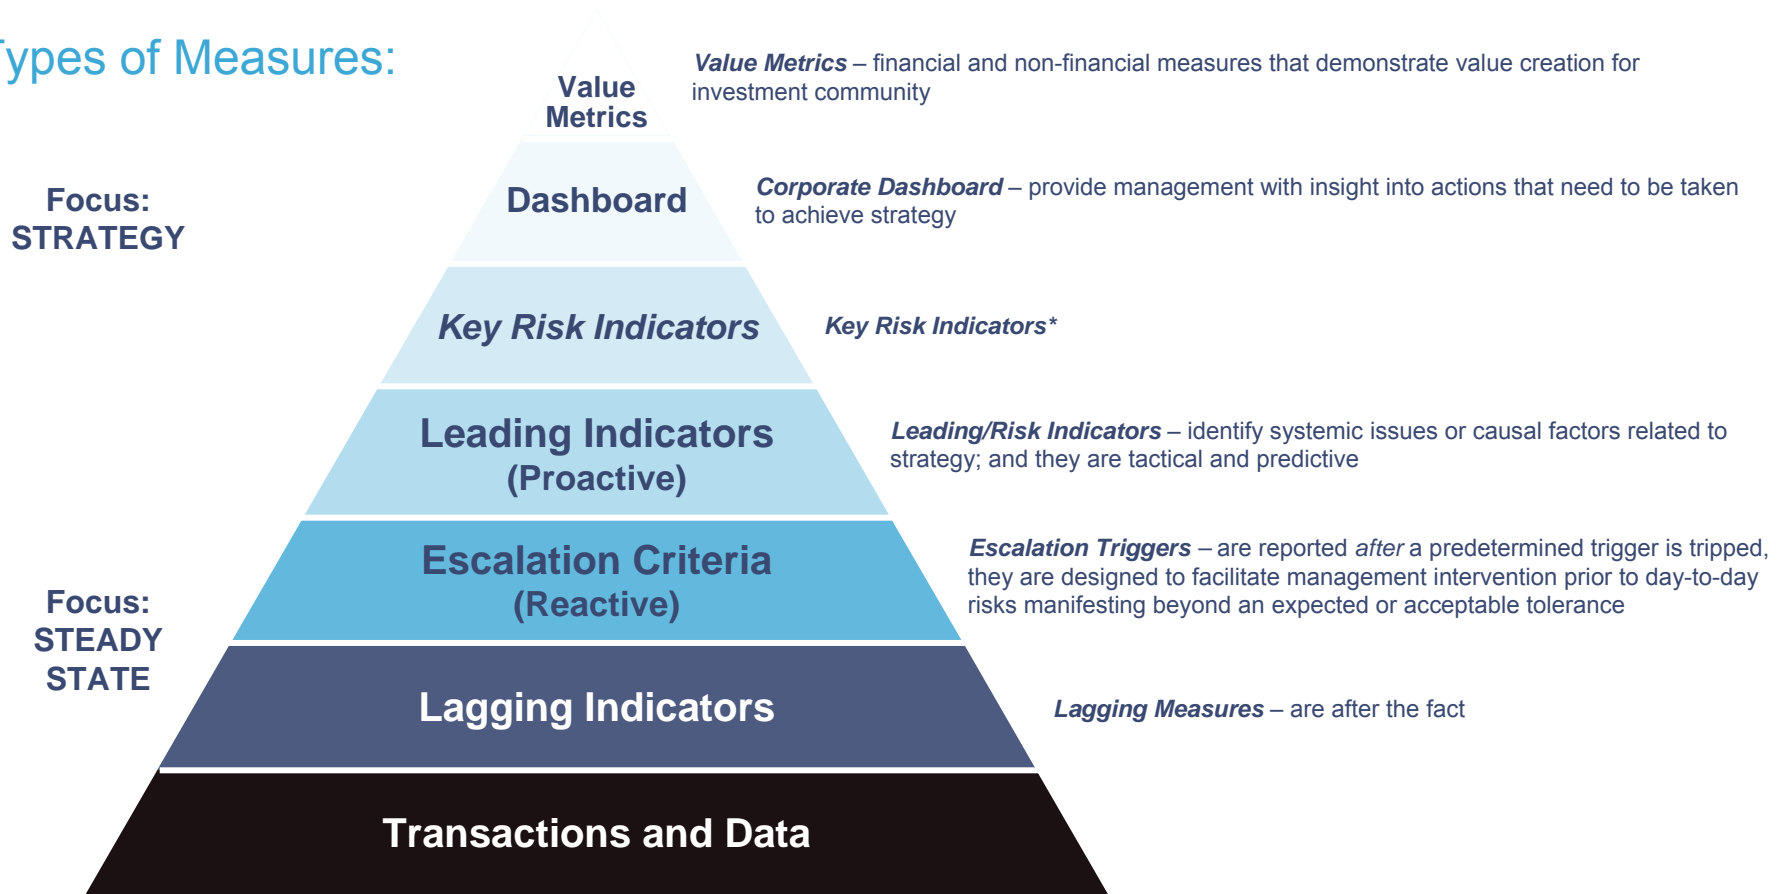 ypes of Measures:
Value
Metrics
Value Metrics – financial and non-financial measures that demonstrate value creation for
investment community
Focus:
STRATEGY
Dashboard
Corporate Dashboard – provide management with insight into actions that need to be taken
to achieve strategy
Key Risk Indicators
Key Risk Indicators*
Leading Indicators
(Proactive)
Leading/Risk Indicators – identify systemic issues or causal factors related to
strategy; and they are tactical and predictive
Focus:
STEADY
STATE
Escalation Criteria
(Reactive)
Escalation Triggers – are reported after a predetermined trigger is tripped,
they are designed to facilitate management intervention prior to day-to-day
risks manifesting beyond an expected or acceptable tolerance
Lagging Indicators
Lagging Measures – are after the fact
Transactions and Data